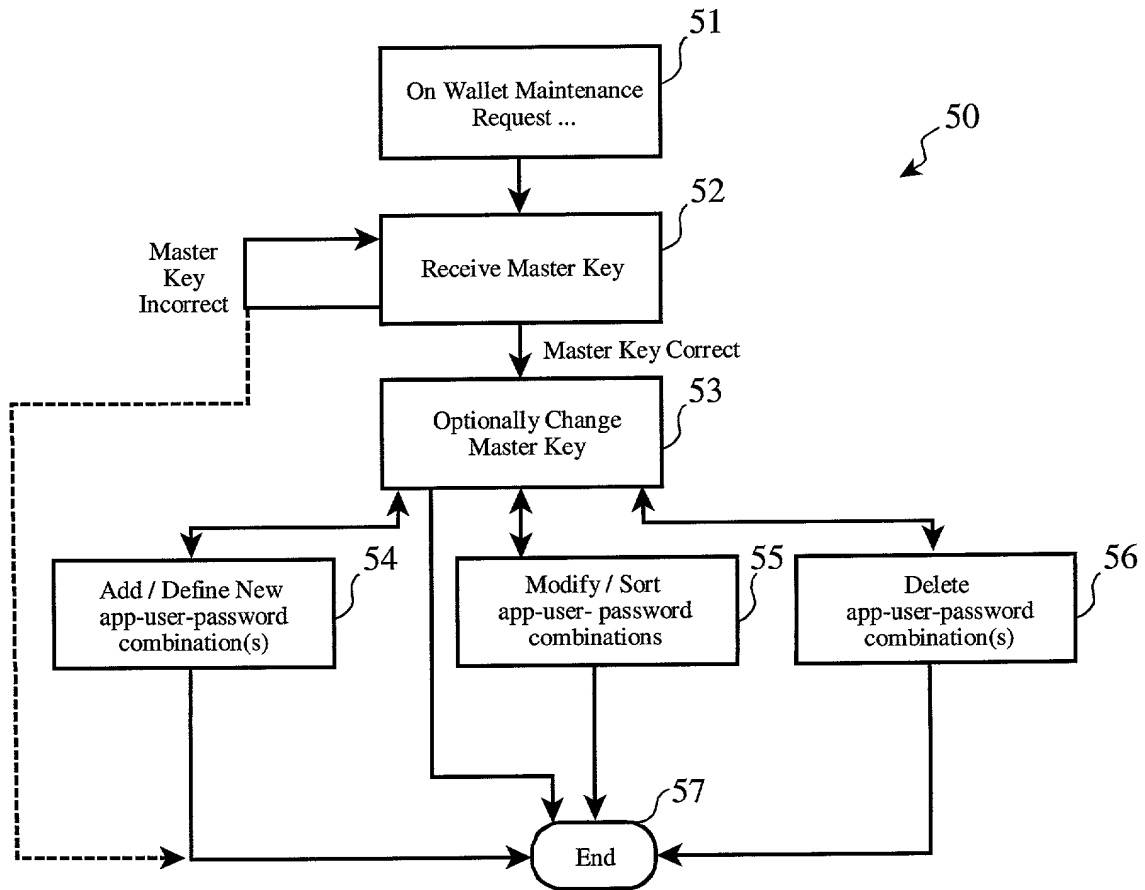 51
On Wallet Maintenance
Request ...
50
52
Master
Key
Incorrect
Receive Master Key
Master Key Correct
53
Optionally Change
Master Key
54
Add / Define New
app-user-password
combination(s)
55
Modify / Sort
app-user- password
combinations
56
Delete
app-user-password
combination(s)
57
End